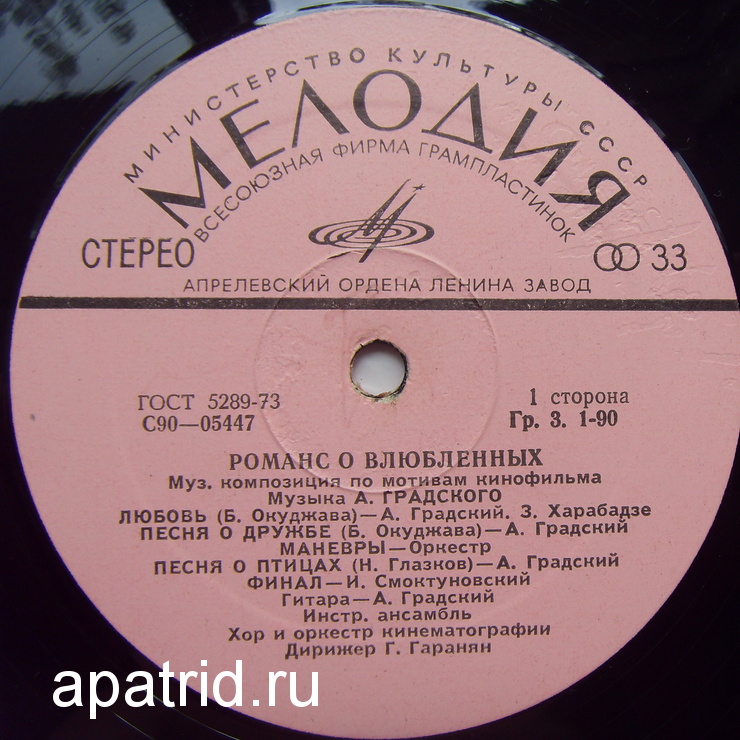 МИНИСТЕРСТВО КУЛЬТУРЫ СССР
МЕЛОДИЯ
ВСЕСОЮЗНАЯ ФИРМА ГРАМПЛАСТИНОК
СТЕРЕО
33
АПРЕЛЕВСКИЙ ОРДЕНА ЛЕНИНА ЗАВОД
ГОСТ 5289-73
1 сторона
С90—05447
Гр. 3. 1-90
РОМАНС О ВЛЮБЛЕННЫХ
Муз. композиция по мотивам кинофильма
Музыка А. ГРАДСКОГО
ЛЮБОВЬ (Б. Окуджава)—А. Градский, З. Харабадзе
ПЕСНЯ О ДРУЖБЕ (Б. Окуджава)—А. Градский
МАНЕВРЫ—Оркестр
ПЕСНЯ О ПТИЦАХ (Н. Глазков)—А. Градский
ФИНАЛ—И. Смоктуновский
Гитара—А. Градский
Инстр. ансамбль
Хор и оркестр кинематографии
Дирижер Г. Гаранян
apatrid.ru